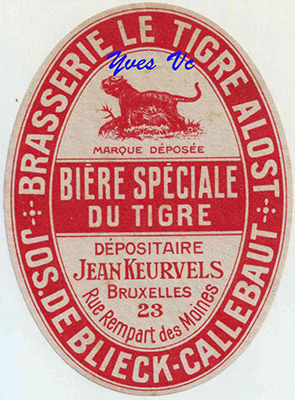 BRASSERIE LE TIGRE ALOST
Yves Vc
MARQUE DÉPOSÉE
BIÈRE SPÉCIALE
DU TIGRE
DÉPOSITAIRE
JEAN KEURVELS
BRUXELLES
23
Rue Rempart des Moines
JOS. DE BLIECK-CALLEBAUT